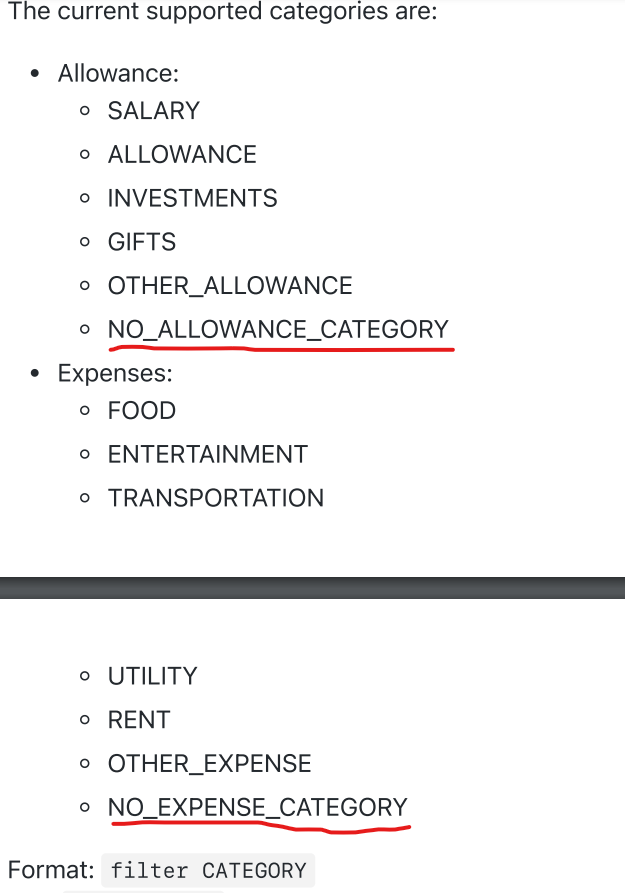 The current supported categories are:
Allowance:
SALARY
ALLOWANCE
INVESTMENTS
GIFTS
OTHER_ALLOWANCE
NO_ALLOWANCE_CATEGORY
Expenses:
FOOD
ENTERTAINMENT
TRANSPORTATION
UTILITY
RENT
OTHER_EXPENSE
NO_EXPENSE_CATEGORY
Format: filter CATEGORY